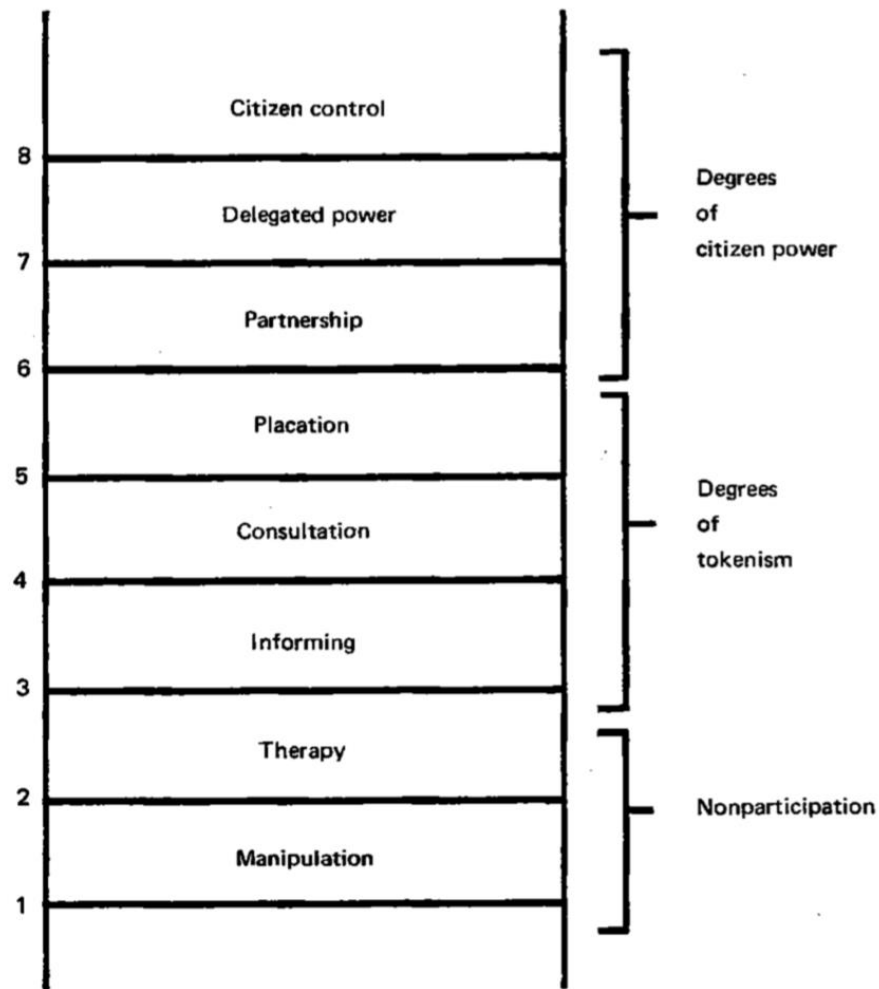 Citizen control
8
Delegated power
7
Partnership
6
Placation
5
Consultation
4
Informing
3
Therapy
2
Manipulation
1
Degrees
of
citizen power
Degrees
of
tokenism
Nonparticipation